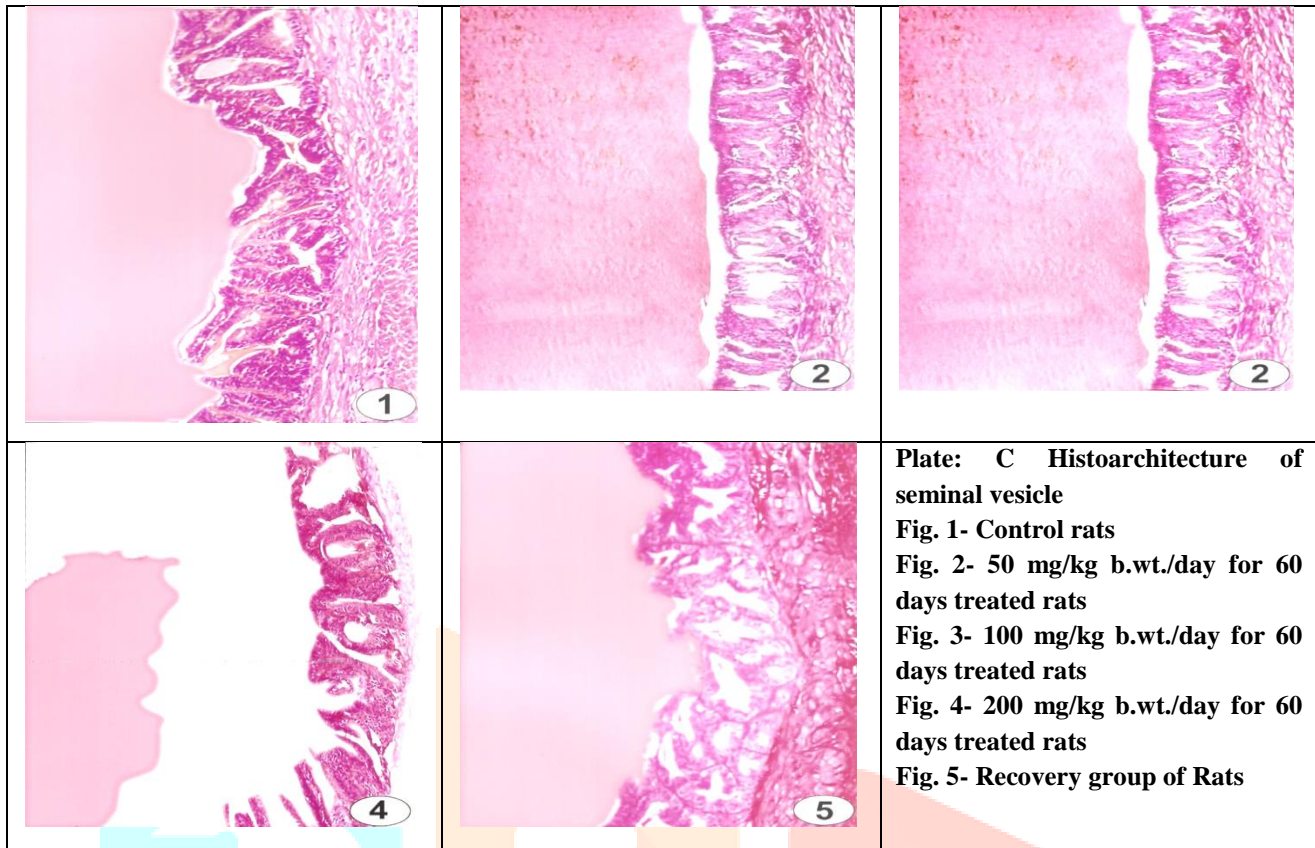 1
2
2
4
5
Plate: C Histoarchitecture of
seminal vesicle
Fig. 1- Control rats
Fig. 2- 50 mg/kg b.wt./day for 60
days treated rats
Fig. 3- 100 mg/kg b.wt./day for 60
days treated rats
Fig. 4- 200 mg/kg b.wt./day for 60
days treated rats
Fig. 5- Recovery group of Rats